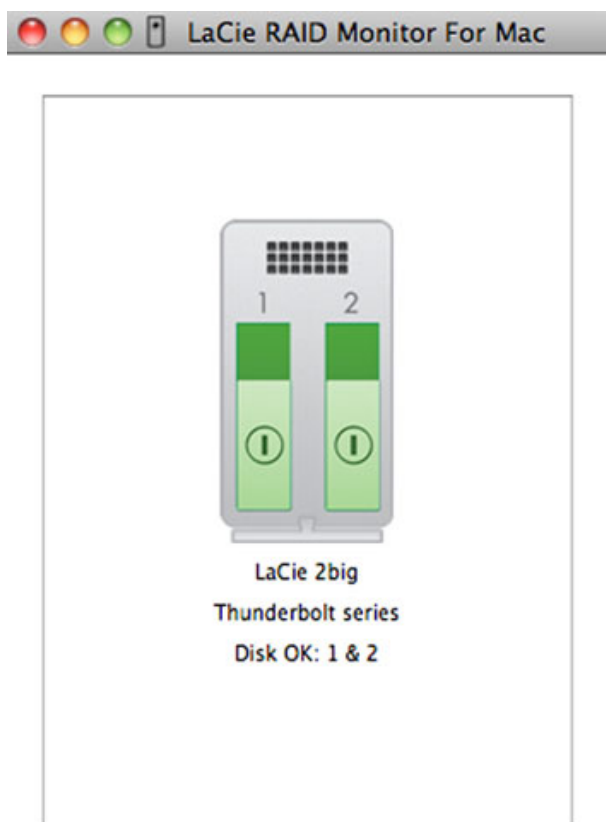 LaCie RAID Monitor For Mac
1 2
LaCie 2big
Thunderbolt series
Disk OK: 1 & 2